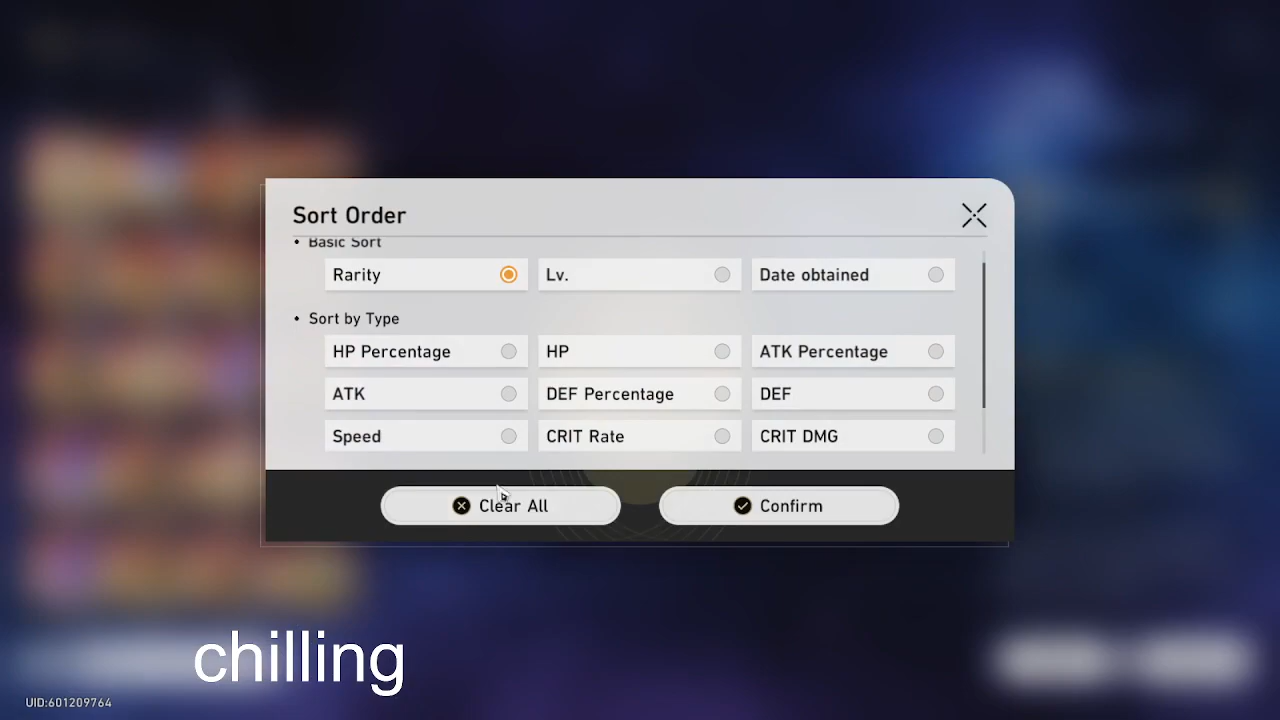 Sort Order
• Basic Sort
Rarity
Lv.
Date obtained
• Sort by Type
HP Percentage
HP
ATK Percentage
ATK
DEF Percentage
DEF
Speed
CRIT Rate
CRIT DMG
Clear All
Confirm
chilling
UID:601209764